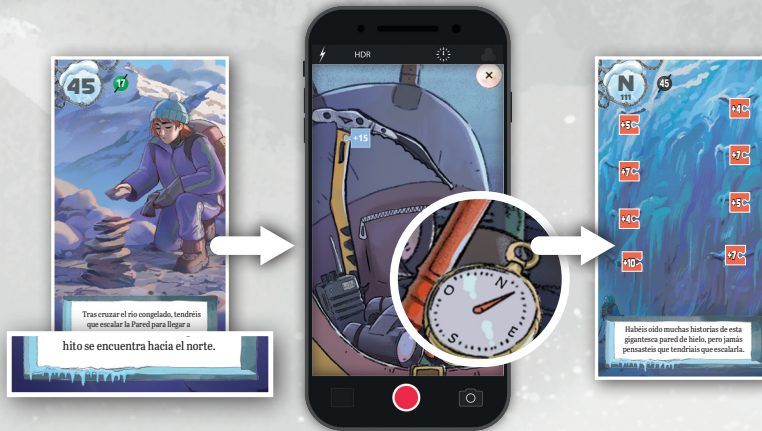 45
17
Tras cruzar el río congelado, tendréis
que escalar la Pared para llegar a
hito se encuentra hacia el norte.
HDR
×
+15
N
E
S
O
N
111
45
+5
+7
+4
+10
+4
+7
+5
+7
Habéis oído muchas historias de esta
gigantesca pared de hielo, pero jamás
pensasteis que tendríais que escalarla.